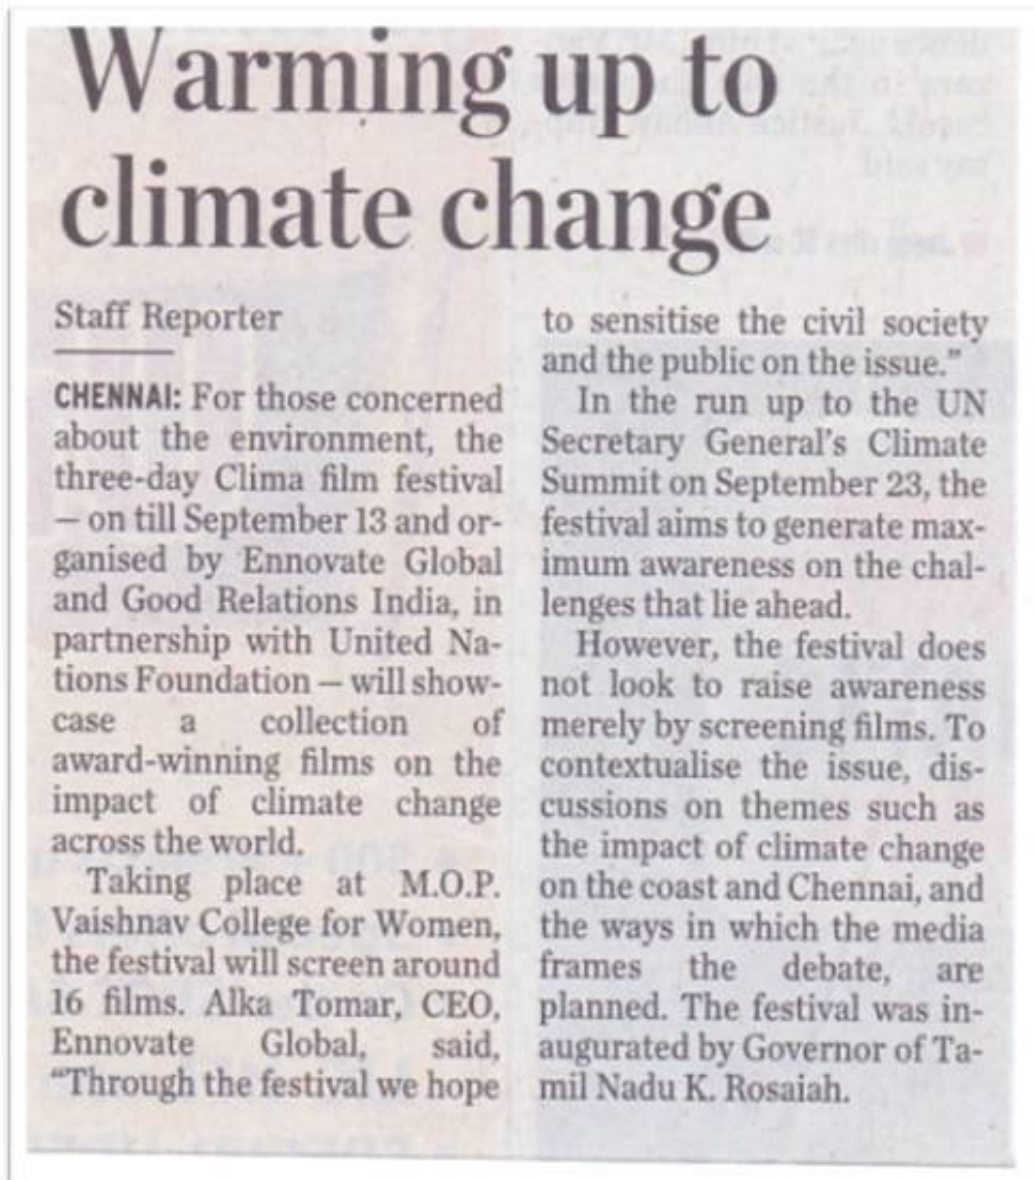 Warming up to
climate change
Staff Reporter
CHENNAI: For those concerned
about the environment, the
three-day Clima film festival
— on till September 13 and or-
ganised by Ennovate Global
and Good Relations India, in
partnership with United Na-
tions Foundation — will show-
case a collection of
award-winning films on the
impact of climate change
across the world.
Taking place at M.O.P.
Vaishnav College for Women,
the festival will screen around
16 films. Alka Tomar, CEO,
Ennovate Global, said,
“Through the festival we hope
to sensitise the civil society
and the public on the issue.”
In the run up to the UN
Secretary General’s Climate
Summit on September 23, the
festival aims to generate max-
imum awareness on the chal-
lenges that lie ahead.
However, the festival does
not look to raise awareness
merely by screening films. To
contextualise the issue, dis-
cussions on themes such as
the impact of climate change
on the coast and Chennai, and
the ways in which the media
frames the debate, are
planned. The festival was in-
augurated by Governor of Ta-
mil Nadu K. Rosaiah.